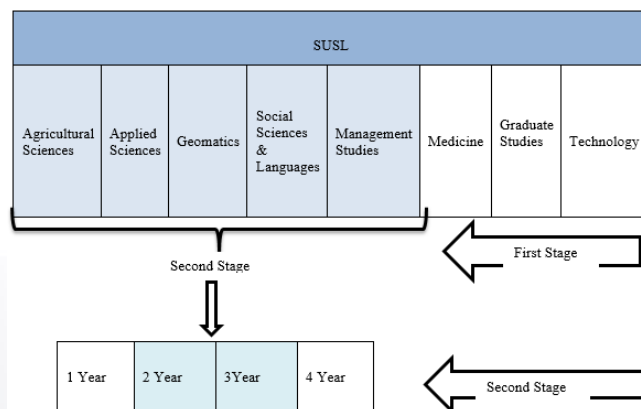 SUSL
Agricultural
Sciences
Applied
Sciences
Geomatics
Social
Sciences
&
Languages
Management
Studies
Medicine
Graduate
Studies
Technology
First Stage
Second Stage
1 Year
2 Year
3Year
4 Year
Second Stage